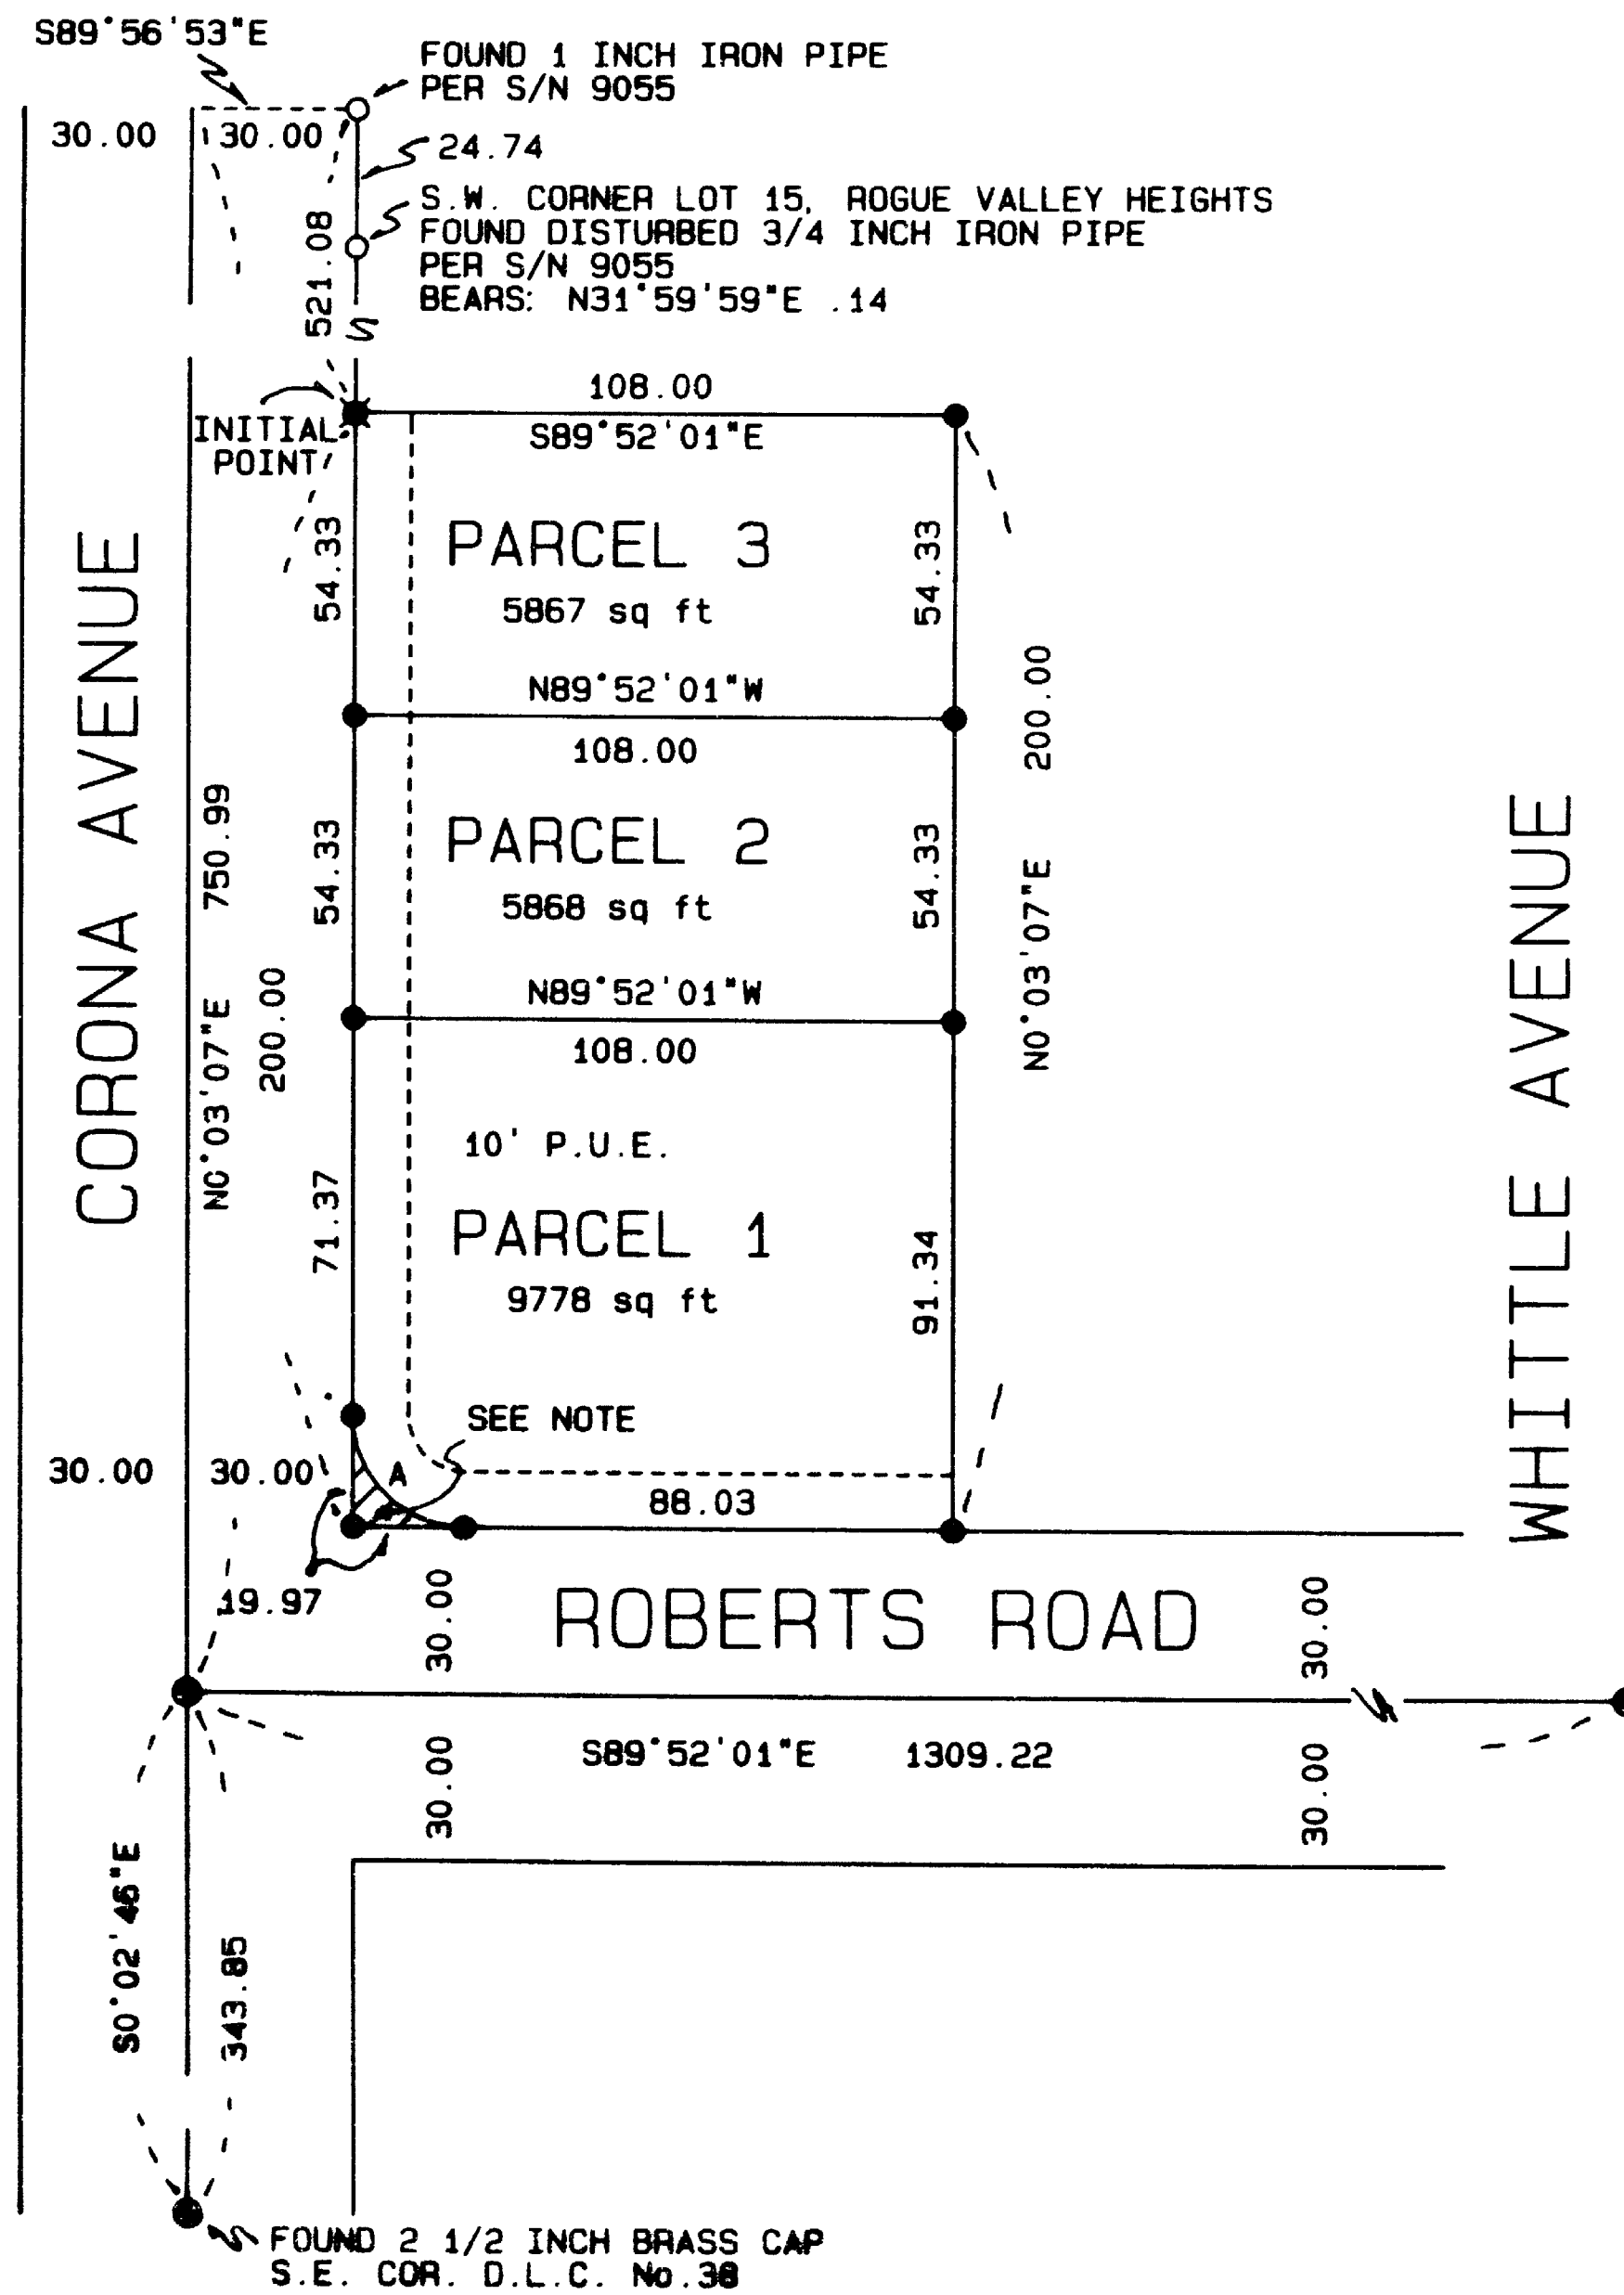 S89°56'53"E
FOUND 1 INCH IRON PIPE
PER S/N 9055
30.00
30.00
24.74
S.W. CORNER LOT 15, ROGUE VALLEY HEIGHTS
FOUND DISTURBED 3/4 INCH IRON PIPE
PER S/N 9055
BEARS: N31°59'59"E .14
521.08
108.00
INITIAL
POINT
S89°52'01"E
54.33
PARCEL 3
5867 sq ft
54.33
N89°52'01"W
108.00
200.00
N0°03'07"E
CORONA AVENUE
N0°03'07"E 750.99
200.00
54.33
PARCEL 2
5868 sq ft
54.33
N89°52'01"W
108.00
WHITTLE AVENUE
10' P.U.E.
71.37
PARCEL 1
9778 sq ft
91.34
SEE NOTE
30.00
30.00
A
88.03
19.97
30.00
ROBERTS ROAD
30.00
30.00
S89°52'01"E 1309.22
30.00
S0°02'46"E
343.85
FOUND 2 1/2 INCH BRASS CAP
S.E. COR. D.L.C. No.38